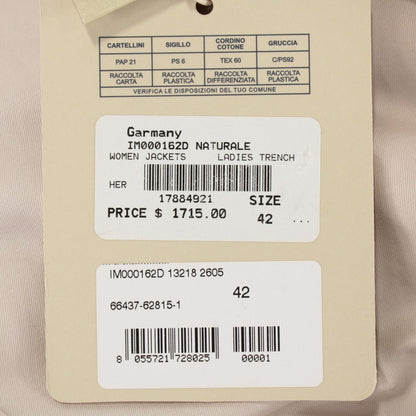 CARTELLINI SIGILLO CORDINO COTONE GRUCCIA
PAP 21 PS 6 TEX 60 C/PS92
RACCOLTA CARTA RACCOLTA PLASTICA RACCOLTA DIFFERENZIATA RACCOLTA PLASTICA
VERIFICA LE DISPOSIZIONI DEL TUO COMUNE
Garmany
IM000162D NATURALE
WOMEN JACKETS LADIES TRENCH
HER
17884921 SIZE
PRICE $ 1715.00 42 ...
IM000162D 13218 2605
66437-62815-1 42
8 055721 728025 00001